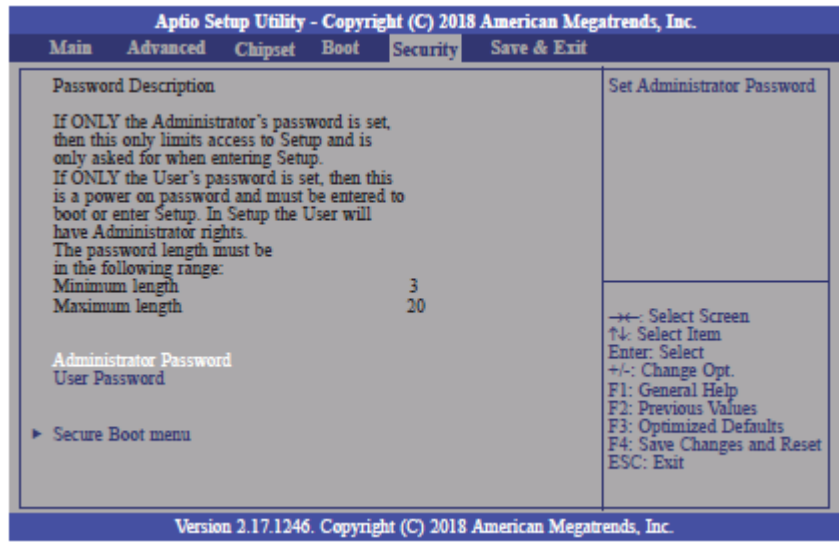 Aptio Setup Utility - Copyright (C) 2018 American Megatrends, Inc.
Main Advanced Chipset Boot Security Save & Exit
Password Description
If ONLY the Administrator's password is set,
then this only limits access to Setup and is
only asked for when entering Setup.
If ONLY the User's password is set, then this
is a power on password and must be entered to
boot or enter Setup. In Setup the User will
have Administrator rights.
The password length must be
in the following range:
Minimum length 3
Maximum length 20
Administrator Password
User Password
► Secure Boot menu
Set Administrator Password
→←: Select Screen
↑↓: Select Item
Enter: Select
+/-: Change Opt.
F1: General Help
F2: Previous Values
F3: Optimized Defaults
F4: Save Changes and Reset
ESC: Exit
Version 2.17.1246. Copyright (C) 2018 American Megatrends, Inc.